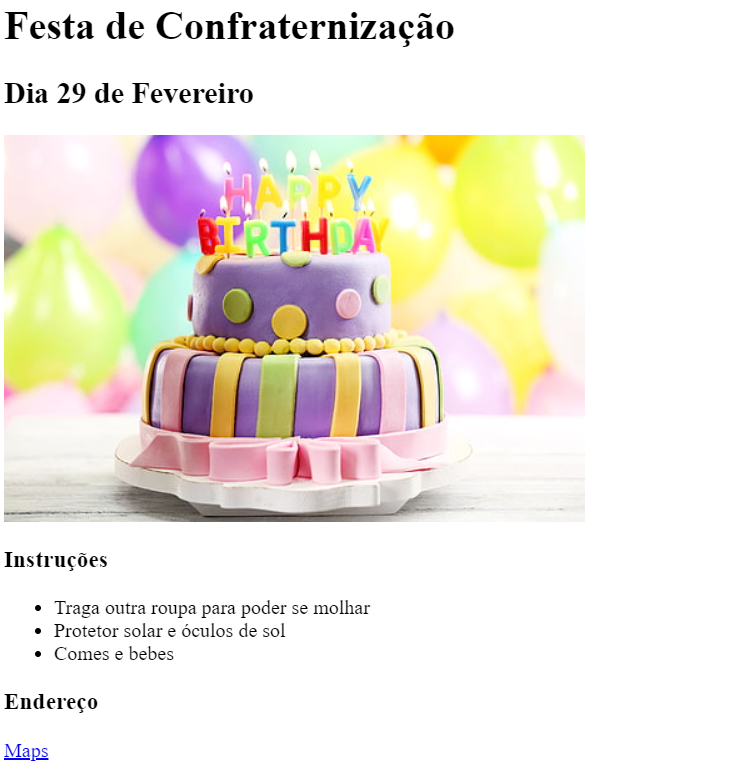 Festa de Confraternização
Dia 29 de Fevereiro
HAPPY
BIRTHDAY
Instruções
Traga outra roupa para poder se molhar
Protetor solar e óculos de sol
Comes e bebes
Endereço
Maps